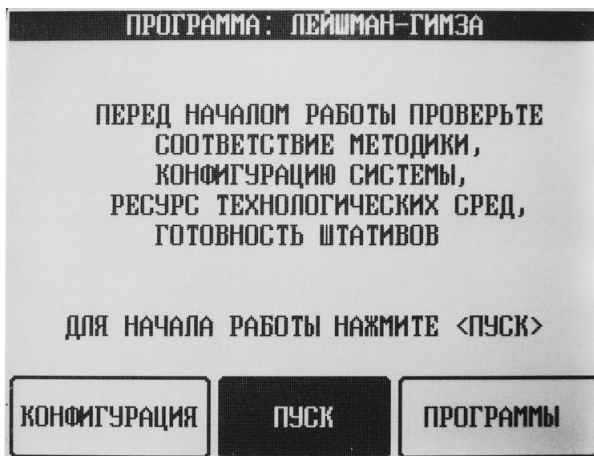 ПРОГРАММА: ЛЕЙШМАН-ГИМЗА
ПЕРЕД НАЧАЛОМ РАБОТЫ ПРОВЕРЬТЕ
СООТВЕТСТВИЕ МЕТОДИКИ,
КОНФИГУРАЦИЮ СИСТЕМЫ,
РЕСУРС ТЕХНОЛОГИЧЕСКИХ СРЕД,
ГОТОВНОСТЬ ШТАТИВОВ
ДЛЯ НАЧАЛА РАБОТЫ НАЖМИТЕ <ПУСК>
КОНФИГУРАЦИЯ ПУСК ПРОГРАММЫ